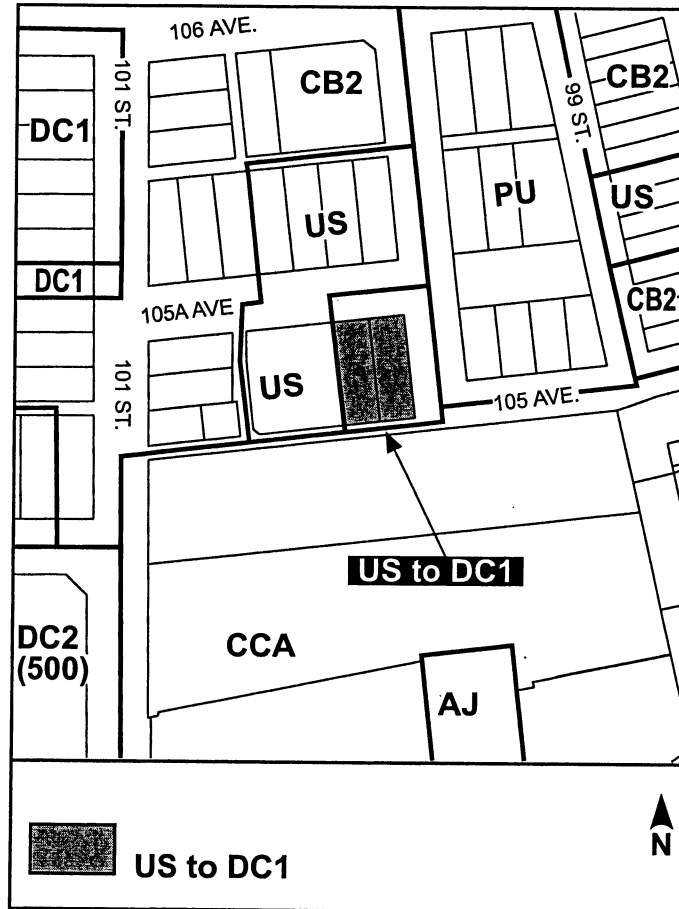 106 AVE.
101 ST.
CB2
CB2
DC1
99 ST.
PU
US
US
DC1
CB2
105A AVE
101 ST.
US
105 AVE.
US to DC1
DC2
(500)
CCA
AJ
US to DC1
N